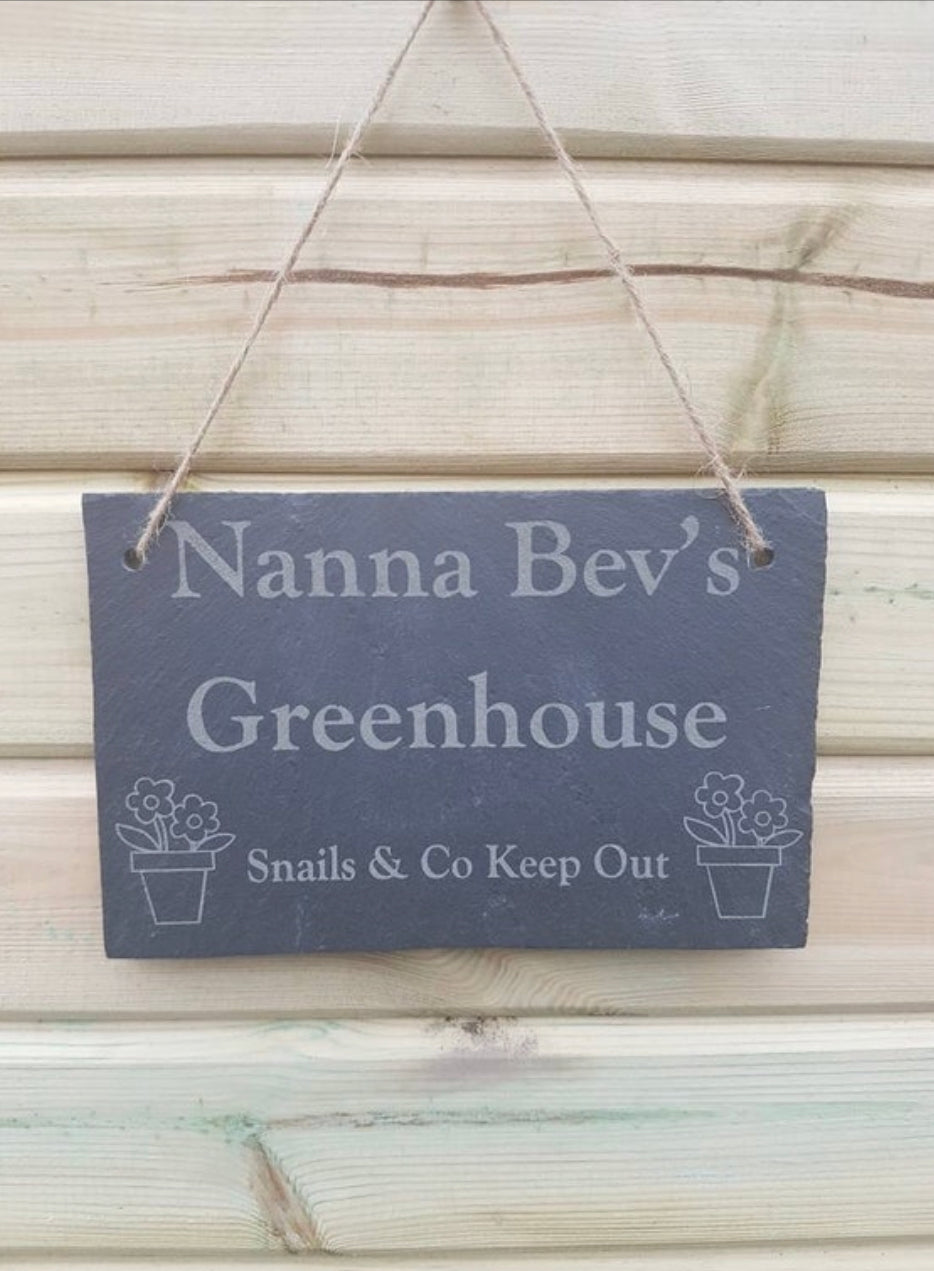 Nanna Bev’s
Greenhouse
Snails & Co Keep Out